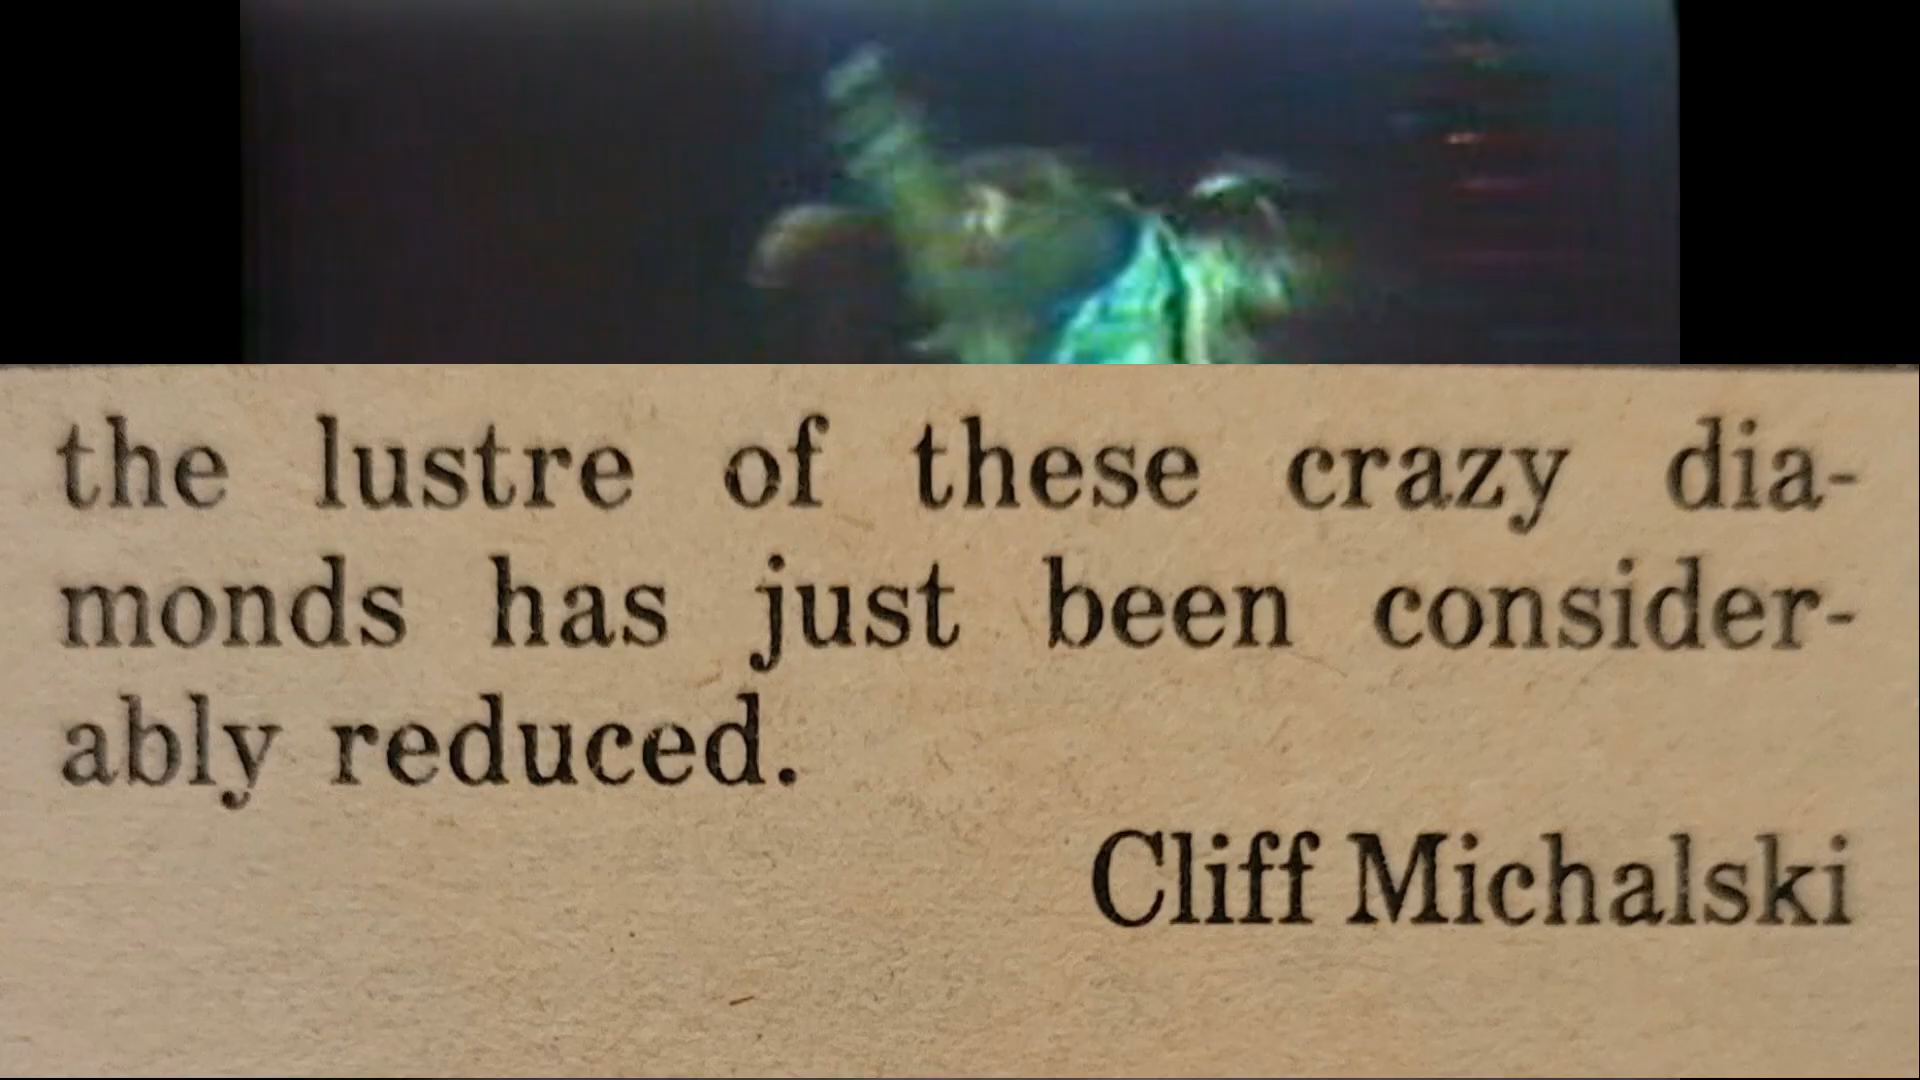 the lustre of these crazy dia-
monds has just been consider-
ably reduced.
Cliff Michalski